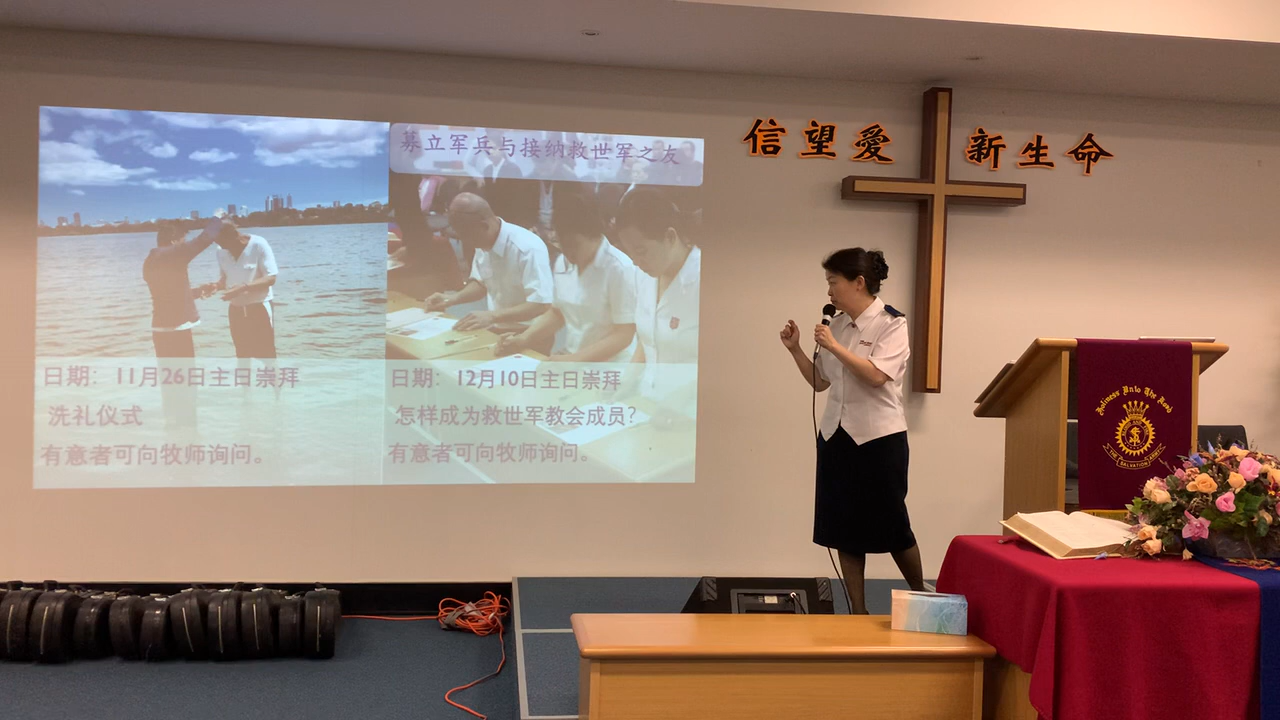 募立军兵与接纳救世军之友
日期：11月26日主日崇拜
洗礼仪式
有意者可向牧师询问。
日期：12月10日主日崇拜
怎样成为救世军教会成员?
有意者可向牧师询问。
信望愛 新生命
Holiness Unto The Lord
THE SALVATION ARMY